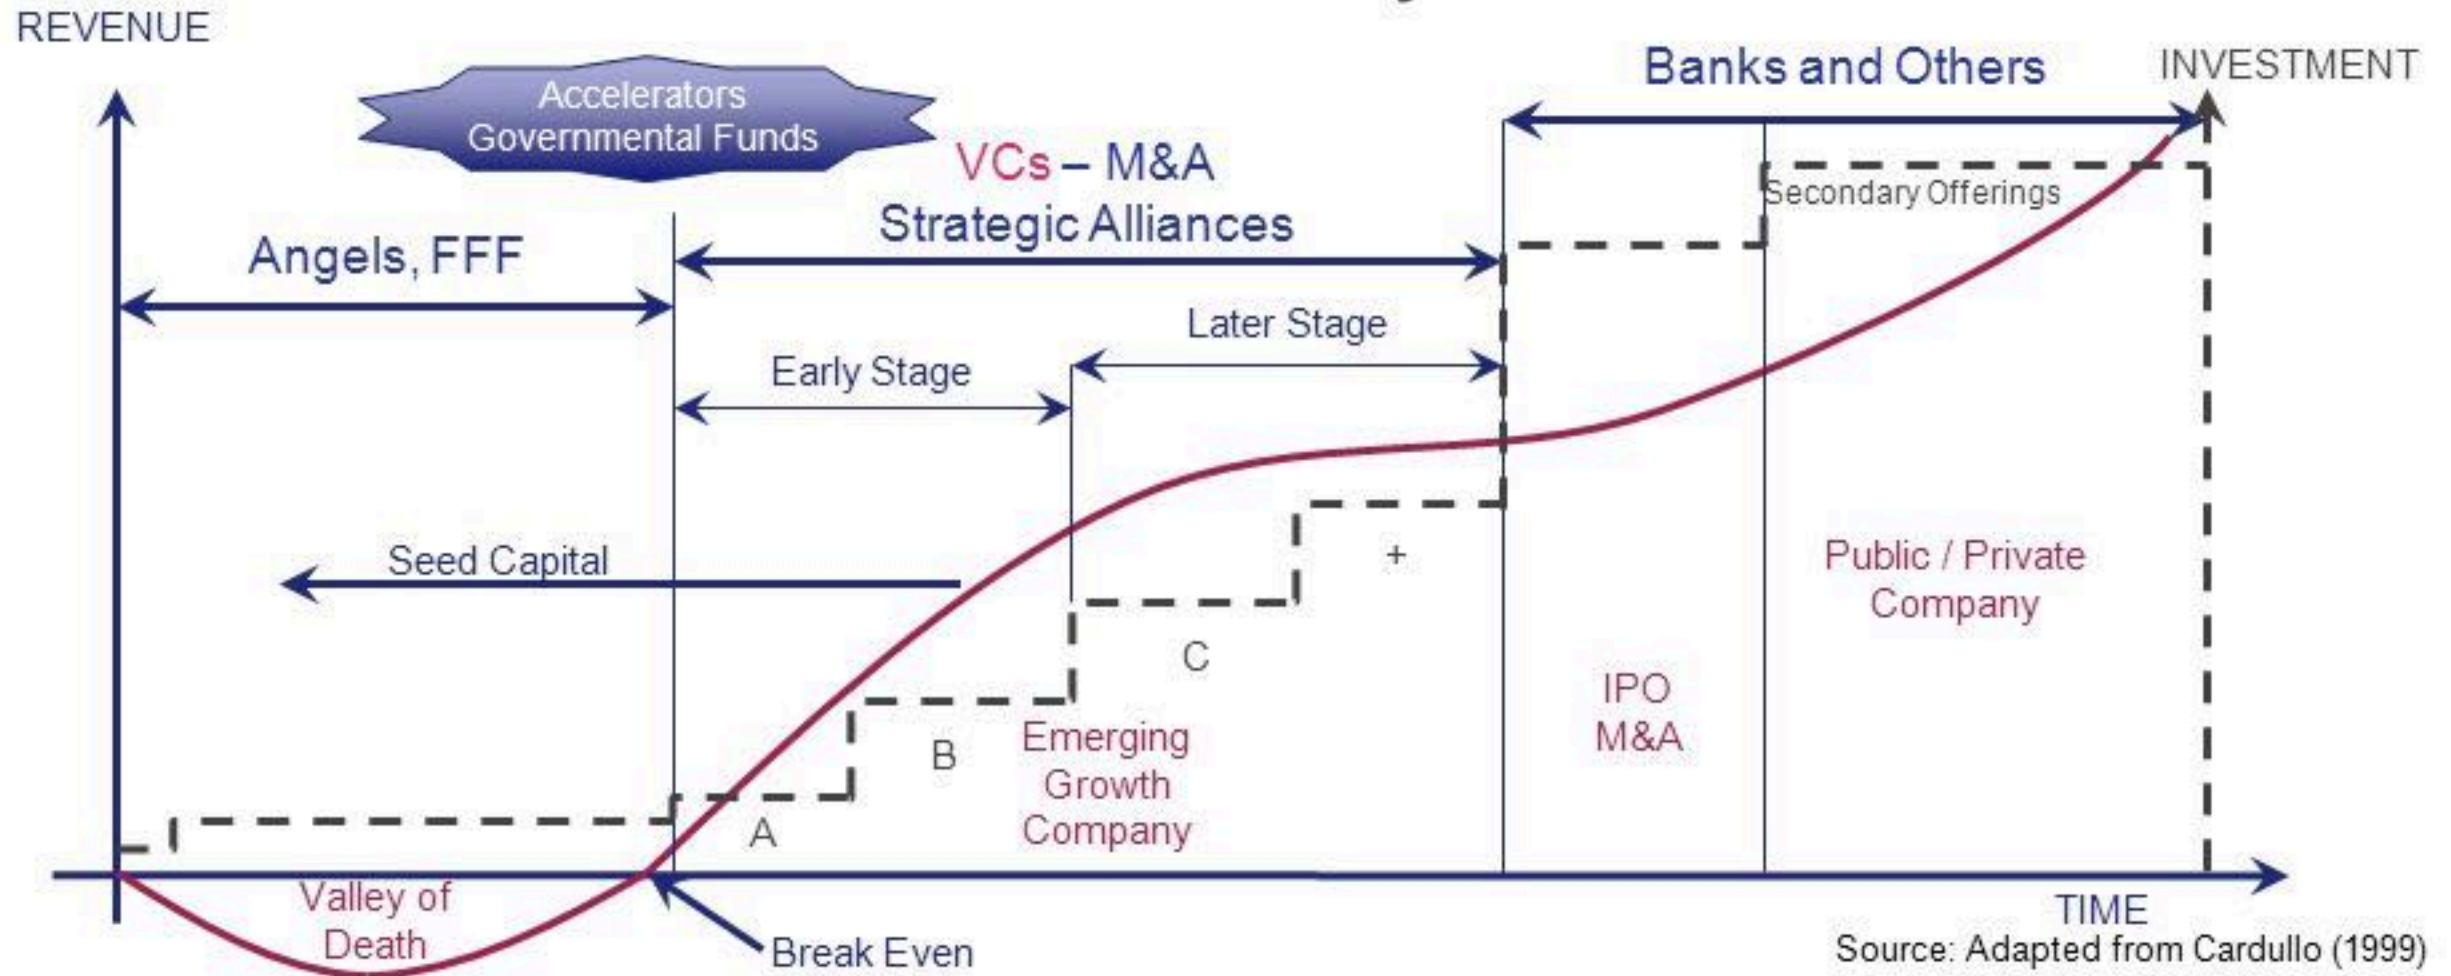 REVENUE
Accelerators
Governmental Funds
Banks and Others
INVESTMENT
VCs – M&A
Strategic Alliances
Angels, FFF
Secondary Offerings
Later Stage
Early Stage
Seed Capital
+
Public / Private
Company
C
IPO
M&A
B
Emerging
Growth
Company
A
Valley of
Death
Break Even
TIME
Source: Adapted from Cardullo (1999)